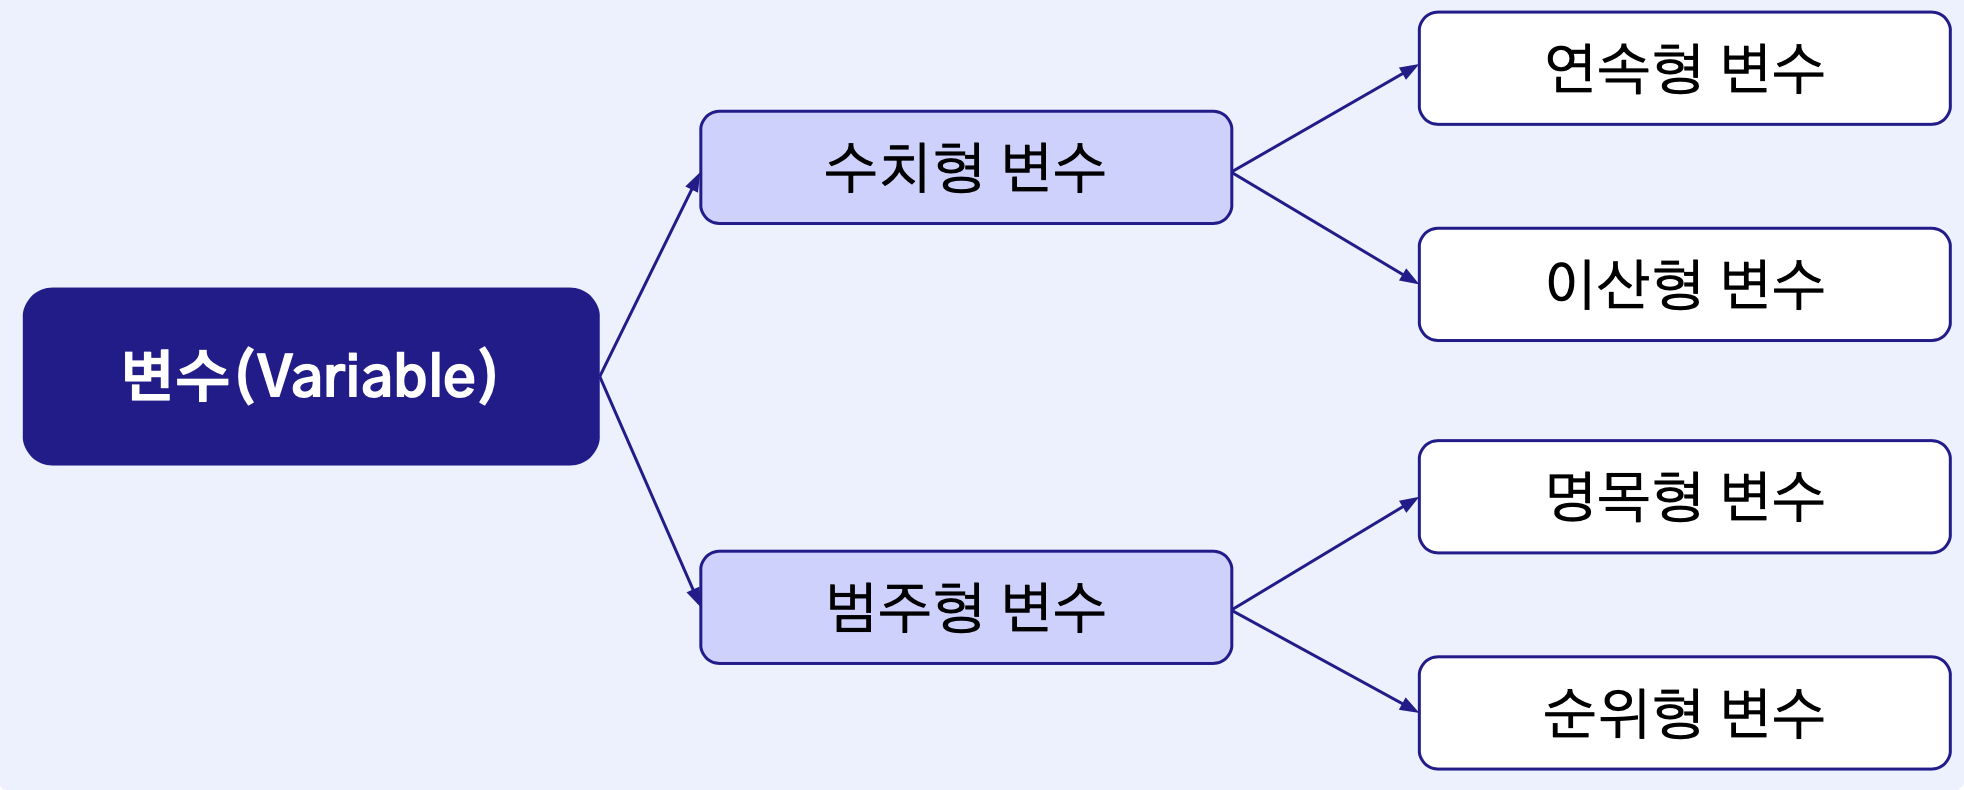 변수(Variable)
수치형 변수
연속형 변수
이산형 변수
범주형 변수
명목형 변수
순위형 변수